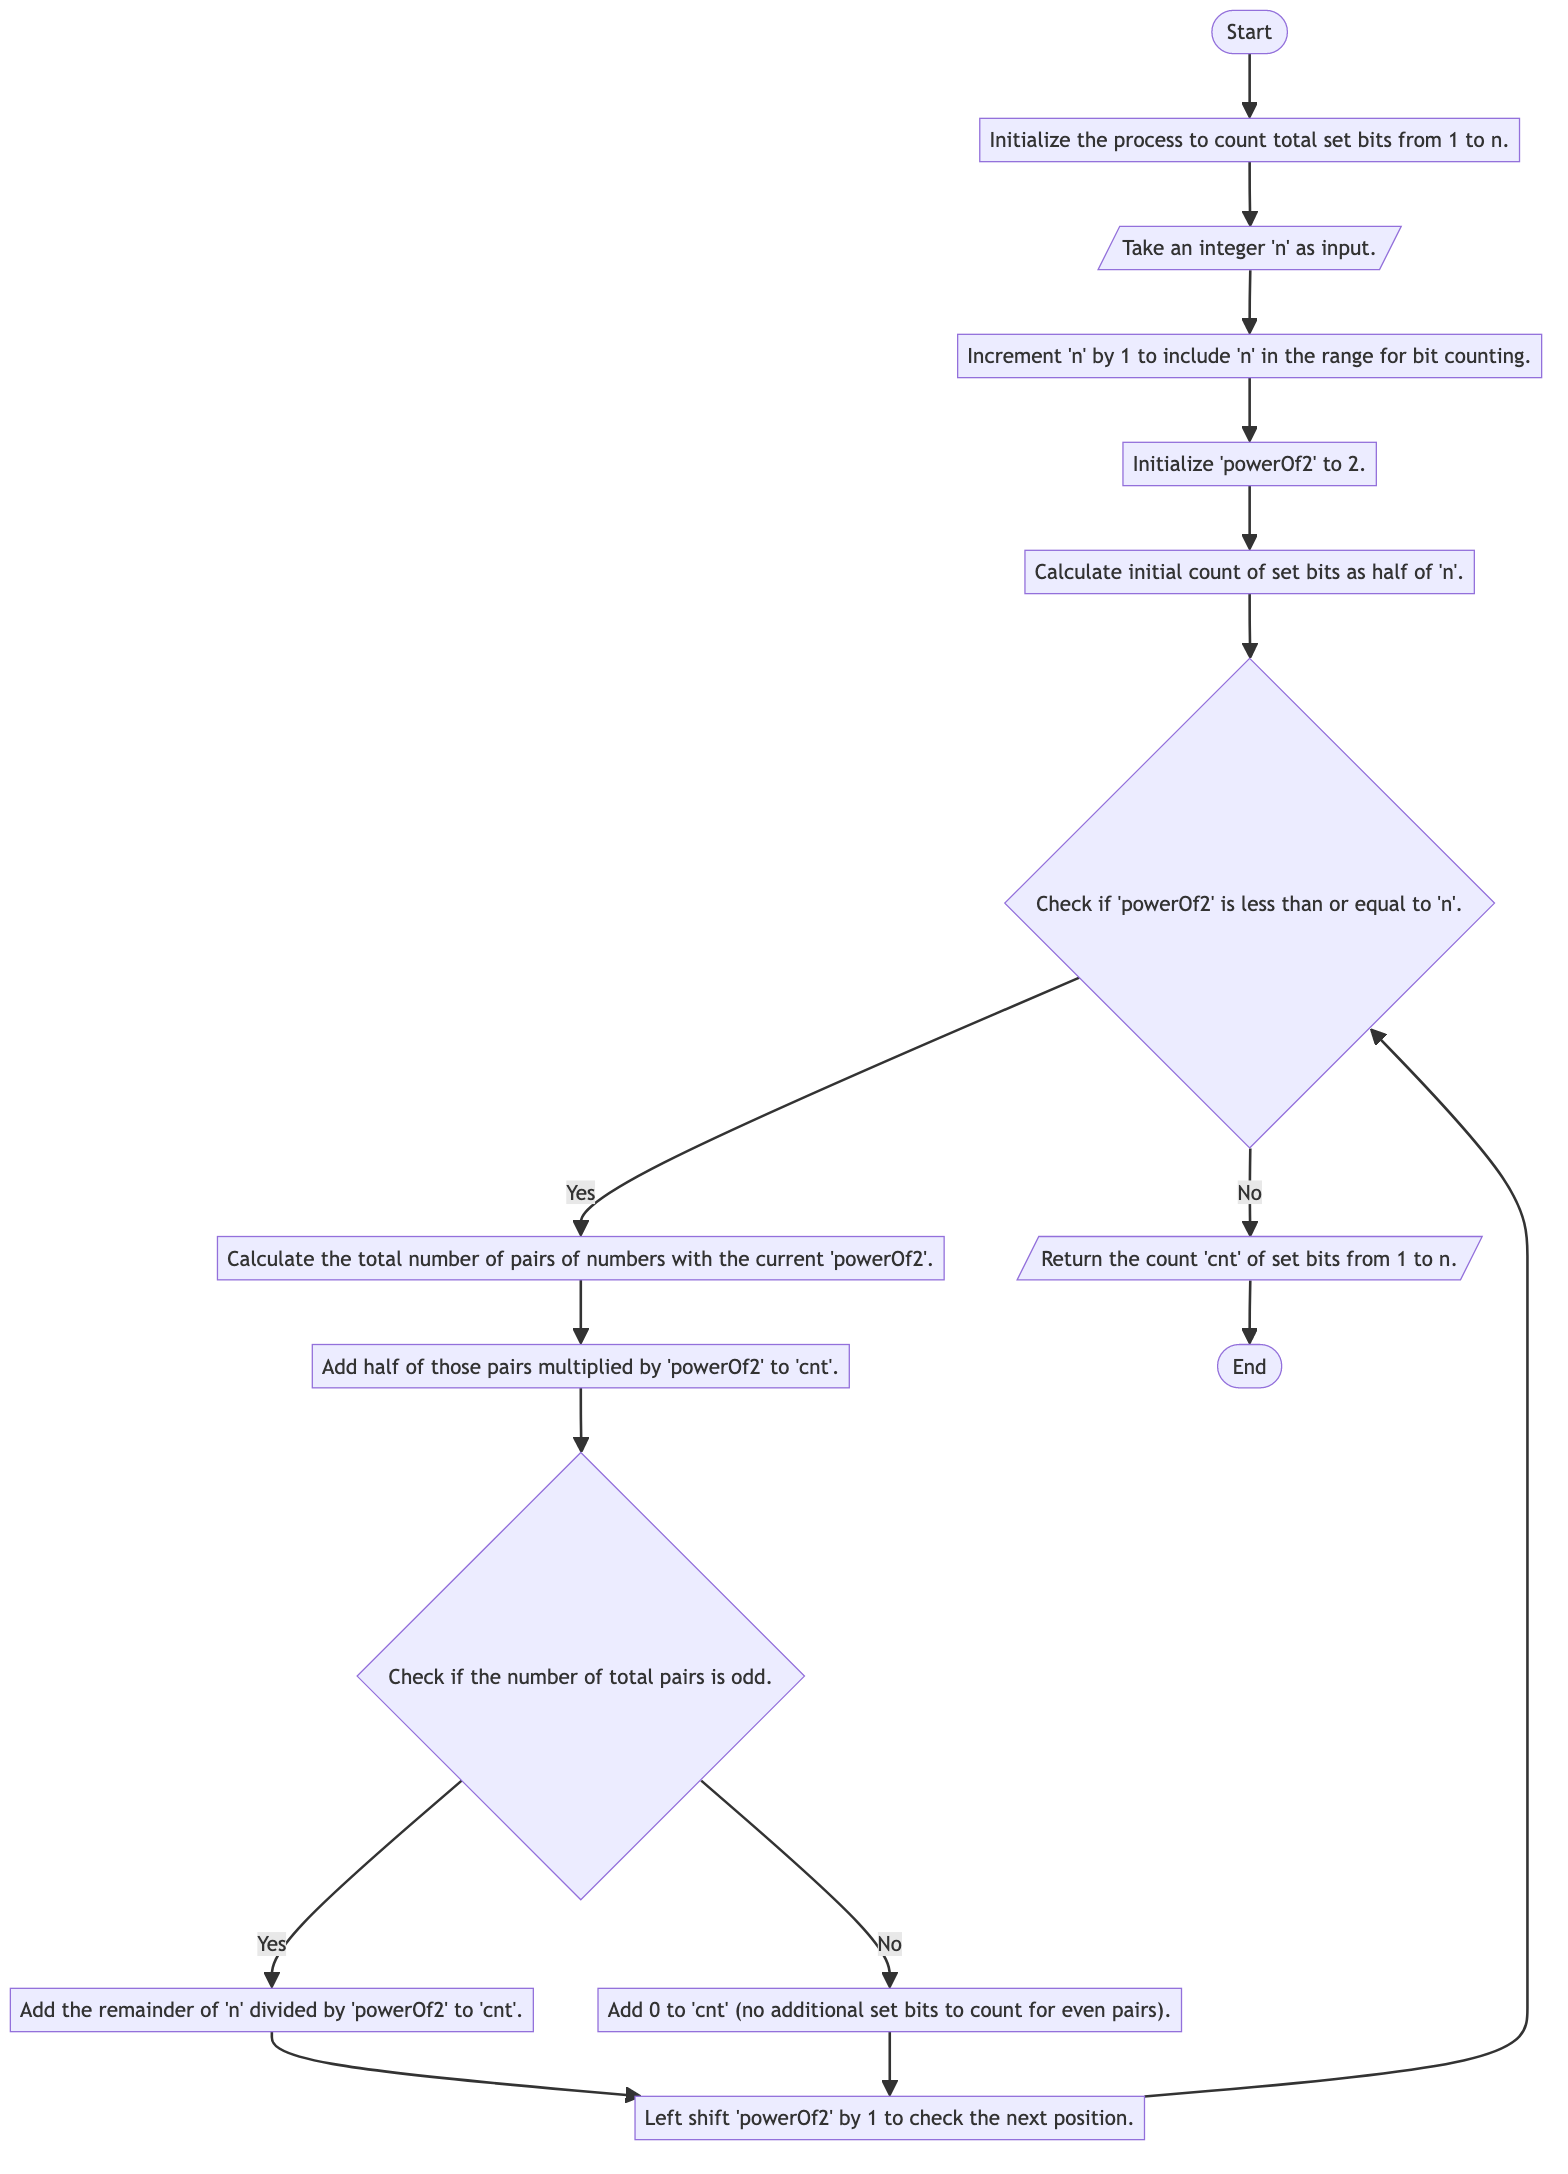 Start
Initialize the process to count total set bits from 1 to n.
Take an integer 'n' as input.
Increment 'n' by 1 to include 'n' in the range for bit counting.
Initialize 'powerOf2' to 2.
Calculate initial count of set bits as half of 'n'.
Check if 'powerOf2' is less than or equal to 'n'.
Yes
No
Calculate the total number of pairs of numbers with the current 'powerOf2'.
Return the count 'cnt' of set bits from 1 to n.
Add half of those pairs multiplied by 'powerOf2' to 'cnt'.
End
Check if the number of total pairs is odd.
Yes
No
Add the remainder of 'n' divided by 'powerOf2' to 'cnt'.
Add 0 to 'cnt' (no additional set bits to count for even pairs).
Left shift 'powerOf2' by 1 to check the next position.